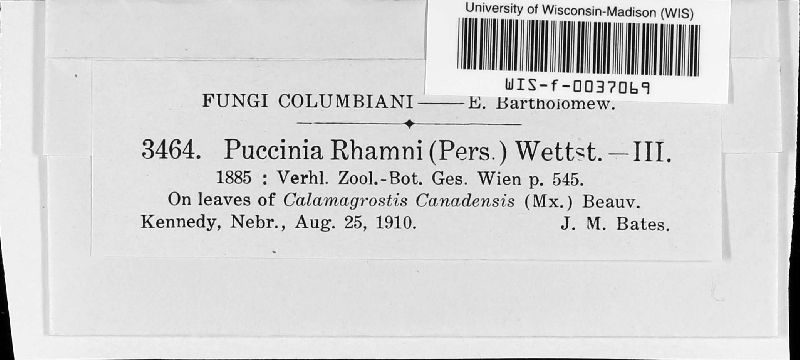 University of Wisconsin-Madison (WIS)
WIS-f-0037069
FUNGI COLUMBIANI — E. Bartholomew.
3464. Puccinia Rhamni (Pers.) Wettst. — III.
1885 : Verhl. Zool.-Bot. Ges. Wien p. 545.
On leaves of Calamagrostis Canadensis (Mx.) Beauv.
Kennedy, Nebr., Aug. 25, 1910. J. M. Bates.